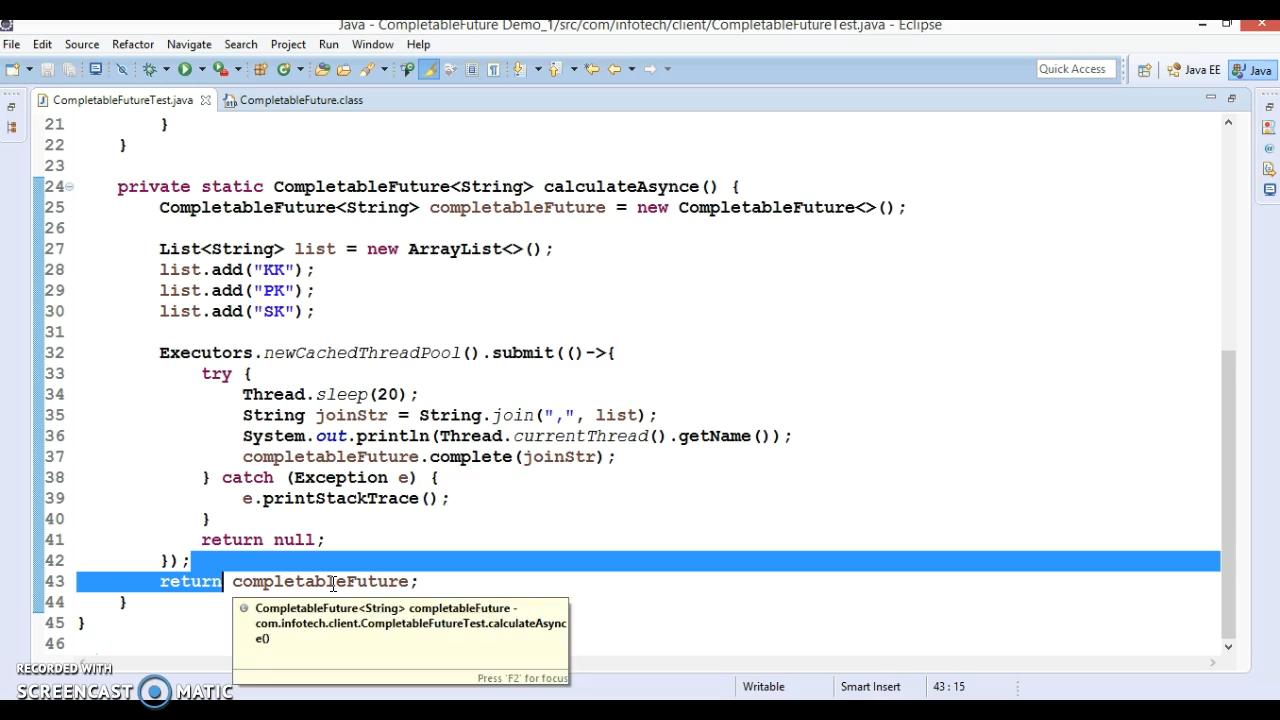 Java - CompletableFuture Demo_1/src/com/infotech/client/CompletableFutureTest.java - Eclipse
File Edit Source Refactor Navigate Search Project Run Window Help
Quick Access Java EE Java
CompletableFutureTest.java CompletableFuture.class
21 }
22 }
23
24 private static CompletableFuture<String> calculateAsynce() {
25 CompletableFuture<String> completableFuture = new CompletableFuture<>();
26
27 List<String> list = new ArrayList<>();
28 list.add("KK");
29 list.add("PK");
30 list.add("SK");
31
32 Executors.newCachedThreadPool().submit(()->{
33 try {
34 Thread.sleep(20);
35 String joinStr = String.join(",", list);
36 System.out.println(Thread.currentThread().getName());
37 completableFuture.complete(joinStr);
38 } catch (Exception e) {
39 e.printStackTrace();
40 }
41 return null;
42 });
43 return completableFuture;
44 }
45 }
46
CompletableFuture<String> completableFuture -
com.infotech.client.CompletableFutureTest.calculateAsync
e()
Press 'F2' for focus
RECORDED WITH
SCREENCAST MATIC
Writable Smart Insert 43 : 15